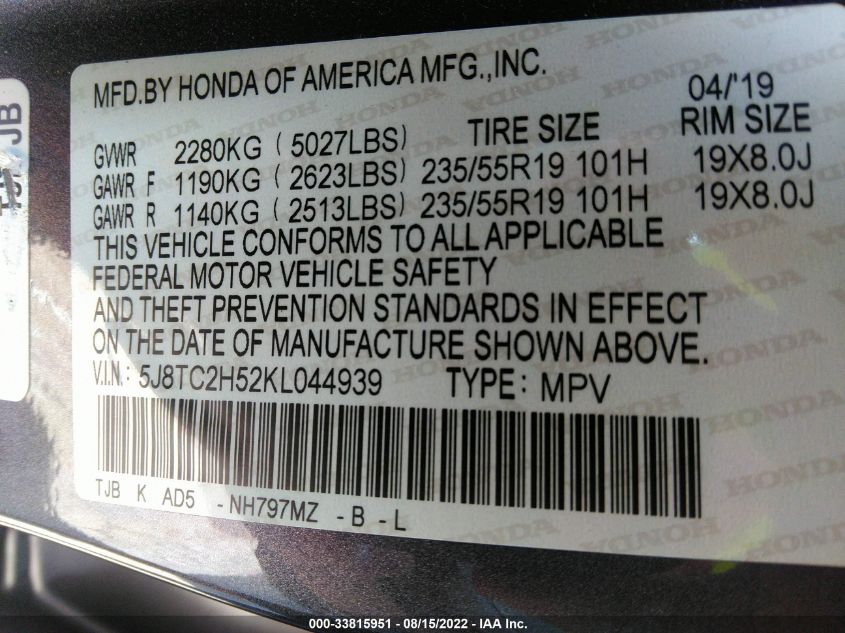 MFD.BY HONDA OF AMERICA MFG.,INC. 04/'19
TIRE SIZE RIM SIZE
GVWR 2280KG ( 5027LBS)
GAWR F 1190KG ( 2623LBS) 235/55R19 101H 19X8.0J
GAWR R 1140KG ( 2513LBS) 235/55R19 101H 19X8.0J
THIS VEHICLE CONFORMS TO ALL APPLICABLE
FEDERAL MOTOR VEHICLE SAFETY
AND THEFT PREVENTION STANDARDS IN EFFECT
ON THE DATE OF MANUFACTURE SHOWN ABOVE.
V.I.N.: 5J8TC2H52KL044939 TYPE: MPV
TJB K AD5 -NH797MZ -B -L
JB
000-33815951 - 08/15/2022 - IAA Inc.